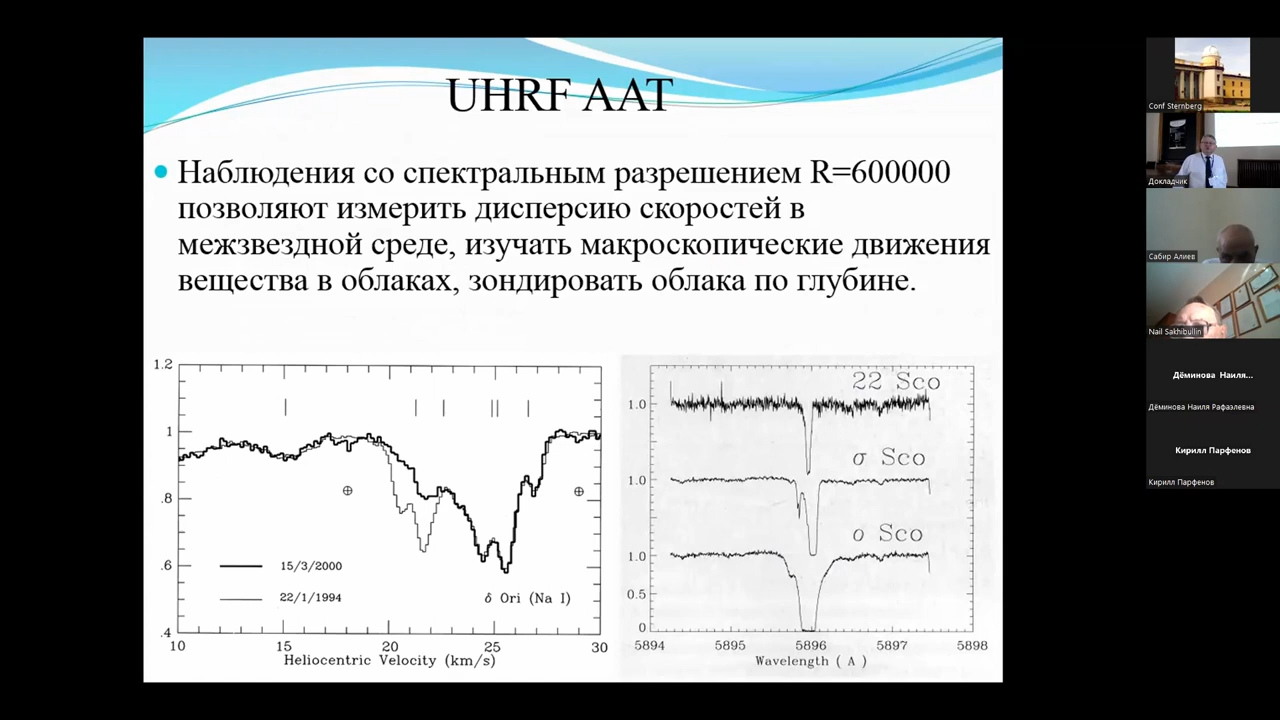 UHRF AAT
Наблюдения со спектральным разрешением R=600000
позволяют измерить дисперсию скоростей в
межзвездной среде, изучать макроскопические движения
вещества в облаках, зондировать облака по глубине.
1.2
1
.8
.6
.4
10
15
20
25
30
15/3/2000
22/1/1994
δ Ori (Na I)
Heliocentric Velocity (km/s)
22 Sco
1.0
σ Sco
1.0
ο Sco
1.0
0.5
0
5894
5895
5896
5897
5898
Wavelength ( A )
Conf Sternberg
Докладчик
Сабир Алиев
Nail Sakhibullin
Дёминова Наиля...
Дёминова Наиля Рафаэлевна
Кирилл Парфенов
Кирилл Парфенов